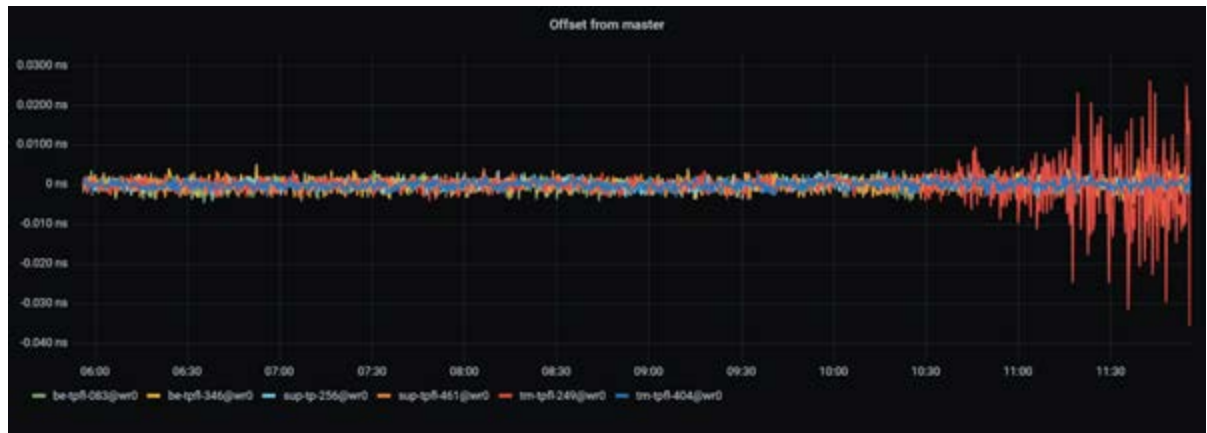 Offset from master
0.0300 ns
0.0200 ns
0.0100 ns
0 ns
-0.010 ns
-0.020 ns
-0.030 ns
-0.040 ns
06:00 06:30 07:00 07:30 08:00 08:30 09:00 09:30 10:00 10:30 11:00 11:30
be-tpfl-083@wr0 be-tpfl-346@wr0 sup-tp-256@wr0 sup-tpfl-461@wr0 tm-tpfl-249@wr0 tm-tpfl-404@wr0